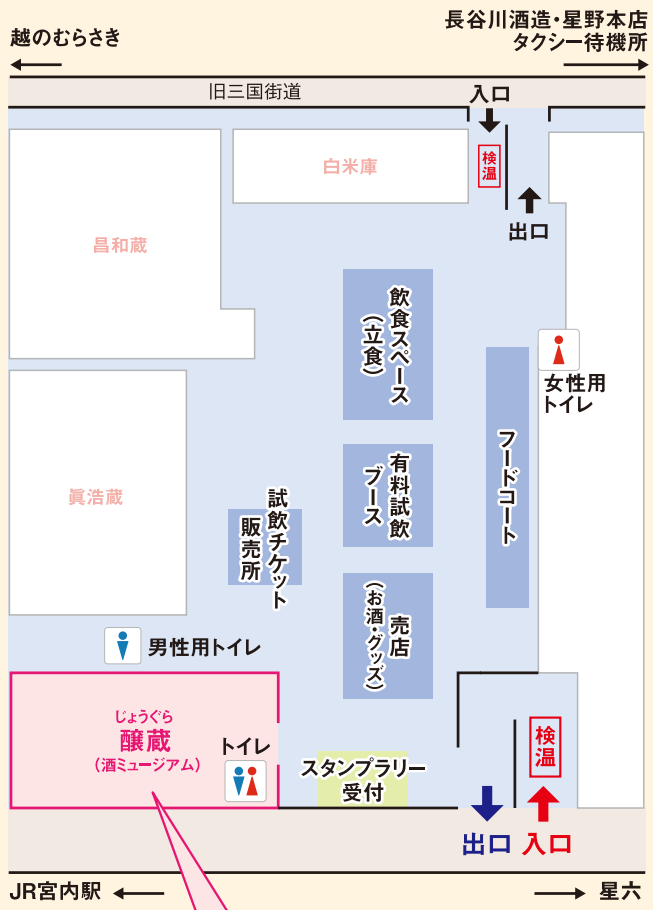 越のむらさき
長谷川酒造・星野本店
タクシー待機所
旧三国街道
入口
検温
出口
白米庫
昌和蔵
飲食スペース
（立食）
女性用
トイレ
フードコート
有料試飲
ブース
眞浩蔵
試飲チケット
販売所
売店
（お酒・グッズ）
男性用トイレ
じょうぐら
醸蔵
（酒ミュージアム）
トイレ
スタンプラリー
受付
検温
出口
入口
JR宮内駅
星六